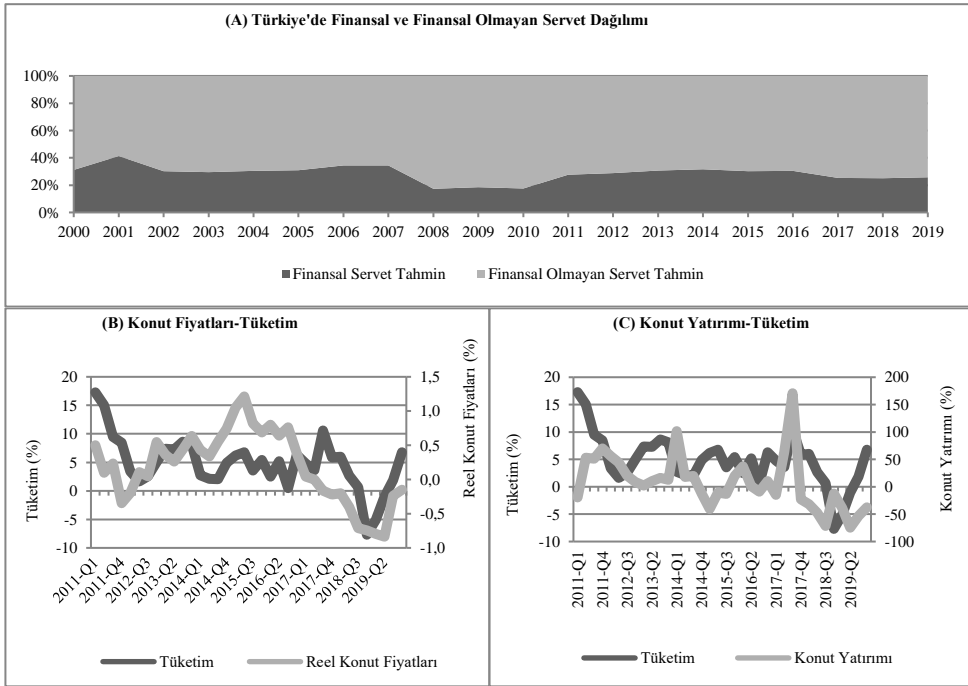 (A) Türkiye'de Finansal ve Finansal Olmayan Servet Dağılımı
100%
80%
60%
40%
20%
0%
2000 2001 2002 2003 2004 2005 2006 2007 2008 2009 2010 2011 2012 2013 2014 2015 2016 2017 2018 2019
Finansal Servet Tahmin Finansal Olmayan Servet Tahmin
(B) Konut Fiyatları-Tüketim
Tüketim (%)
20
15
10
5
0
-5
-10
1,5
1,0
0,5
0,0
-0,5
-1,0
Reel Konut Fiyatları (%)
2011-Q1 2011-Q4 2012-Q3 2013-Q2 2014-Q1 2014-Q4 2015-Q3 2016-Q2 2017-Q1 2017-Q4 2018-Q3 2019-Q2
Tüketim Reel Konut Fiyatları
(C) Konut Yatırımı-Tüketim
Tüketim (%)
20
15
10
5
0
-5
-10
200
150
100
50
0
-50
-100
Konut Yatırımı (%)
2011-Q1 2011-Q4 2012-Q3 2013-Q2 2014-Q1 2014-Q4 2015-Q3 2016-Q2 2017-Q1 2017-Q4 2018-Q3 2019-Q2
Tüketim Konut Yatırımı